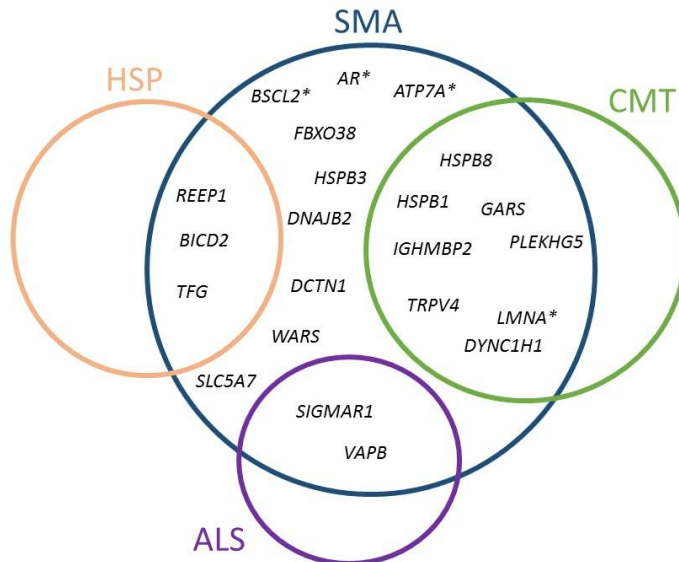 SMA
HSP
CMT
AR*
BSCL2*
ATP7A*
FBXO38
HSPB8
HSPB3
REEP1
HSPB1
GARS
DNAJB2
BICD2
IGHMBP2
PLEKHG5
TFG
DCTN1
TRPV4
LMNA*
WARS
DYNC1H1
SLC5A7
SIGMAR1
VAPB
ALS